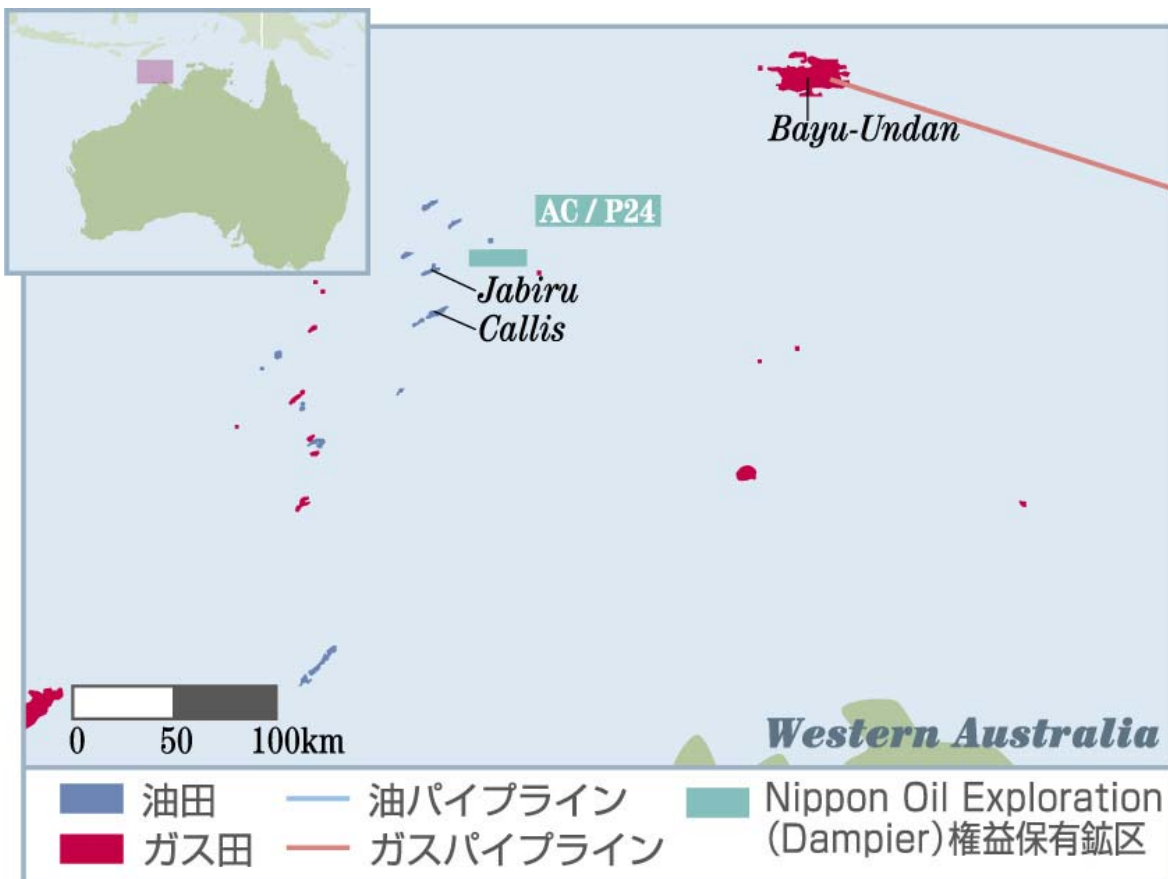 Bayu-Undan
AC / P24
Jabiru
Callis
0 50 100km
Western Australia
油田
ガス田
油パイプライン
ガスパイプライン
Nippon Oil Exploration
(Dampier)権益保有鉱区